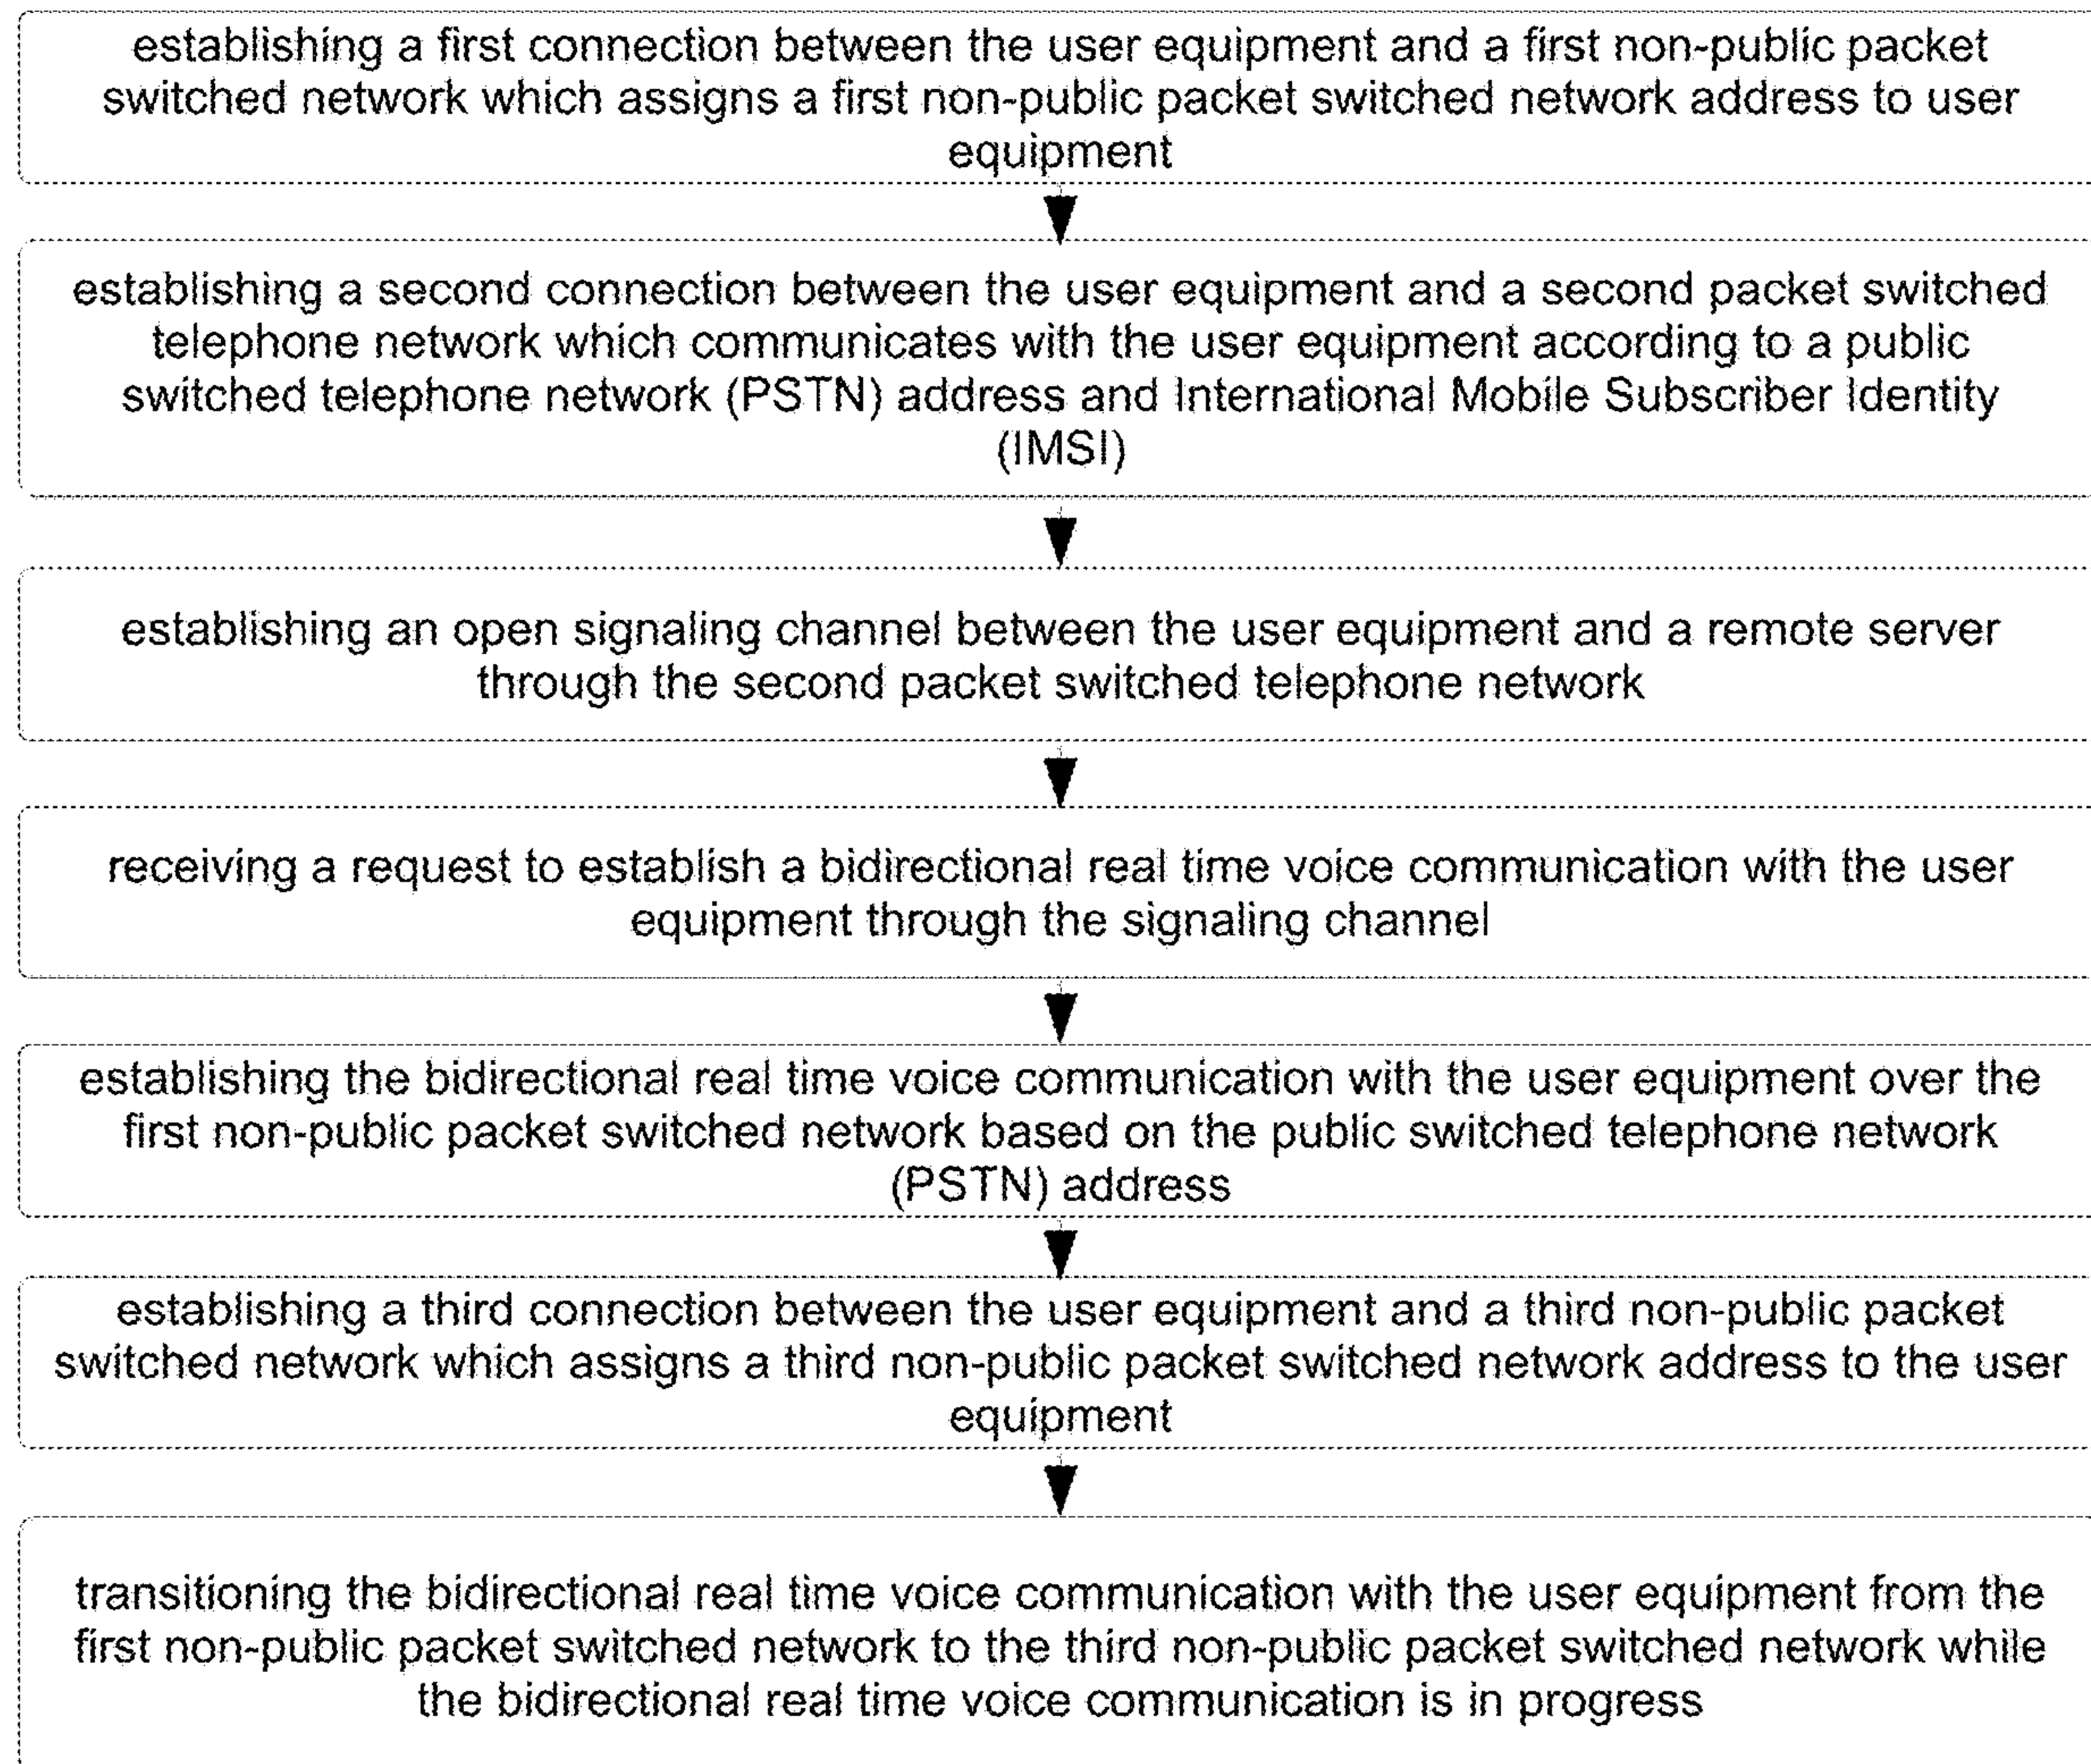 establishing a first connection between the user equipment and a first non-public packet
switched network which assigns a first non-public packet switched network address to user
equipment
establishing a second connection between the user equipment and a second packet switched
telephone network which communicates with the user equipment according to a public
switched telephone network (PSTN) address and International Mobile Subscriber Identity
(IMSI)
establishing an open signaling channel between the user equipment and a remote server
through the second packet switched telephone network
receiving a request to establish a bidirectional real time voice communication with the user
equipment through the signaling channel
establishing the bidirectional real time voice communication with the user equipment over the
first non-public packet switched network based on the public switched telephone network
(PSTN) address
establishing a third connection between the user equipment and a third non-public packet
switched network which assigns a third non-public packet switched network address to the user
equipment
transitioning the bidirectional real time voice communication with the user equipment from the
first non-public packet switched network to the third non-public packet switched network while
the bidirectional real time voice communication is in progress